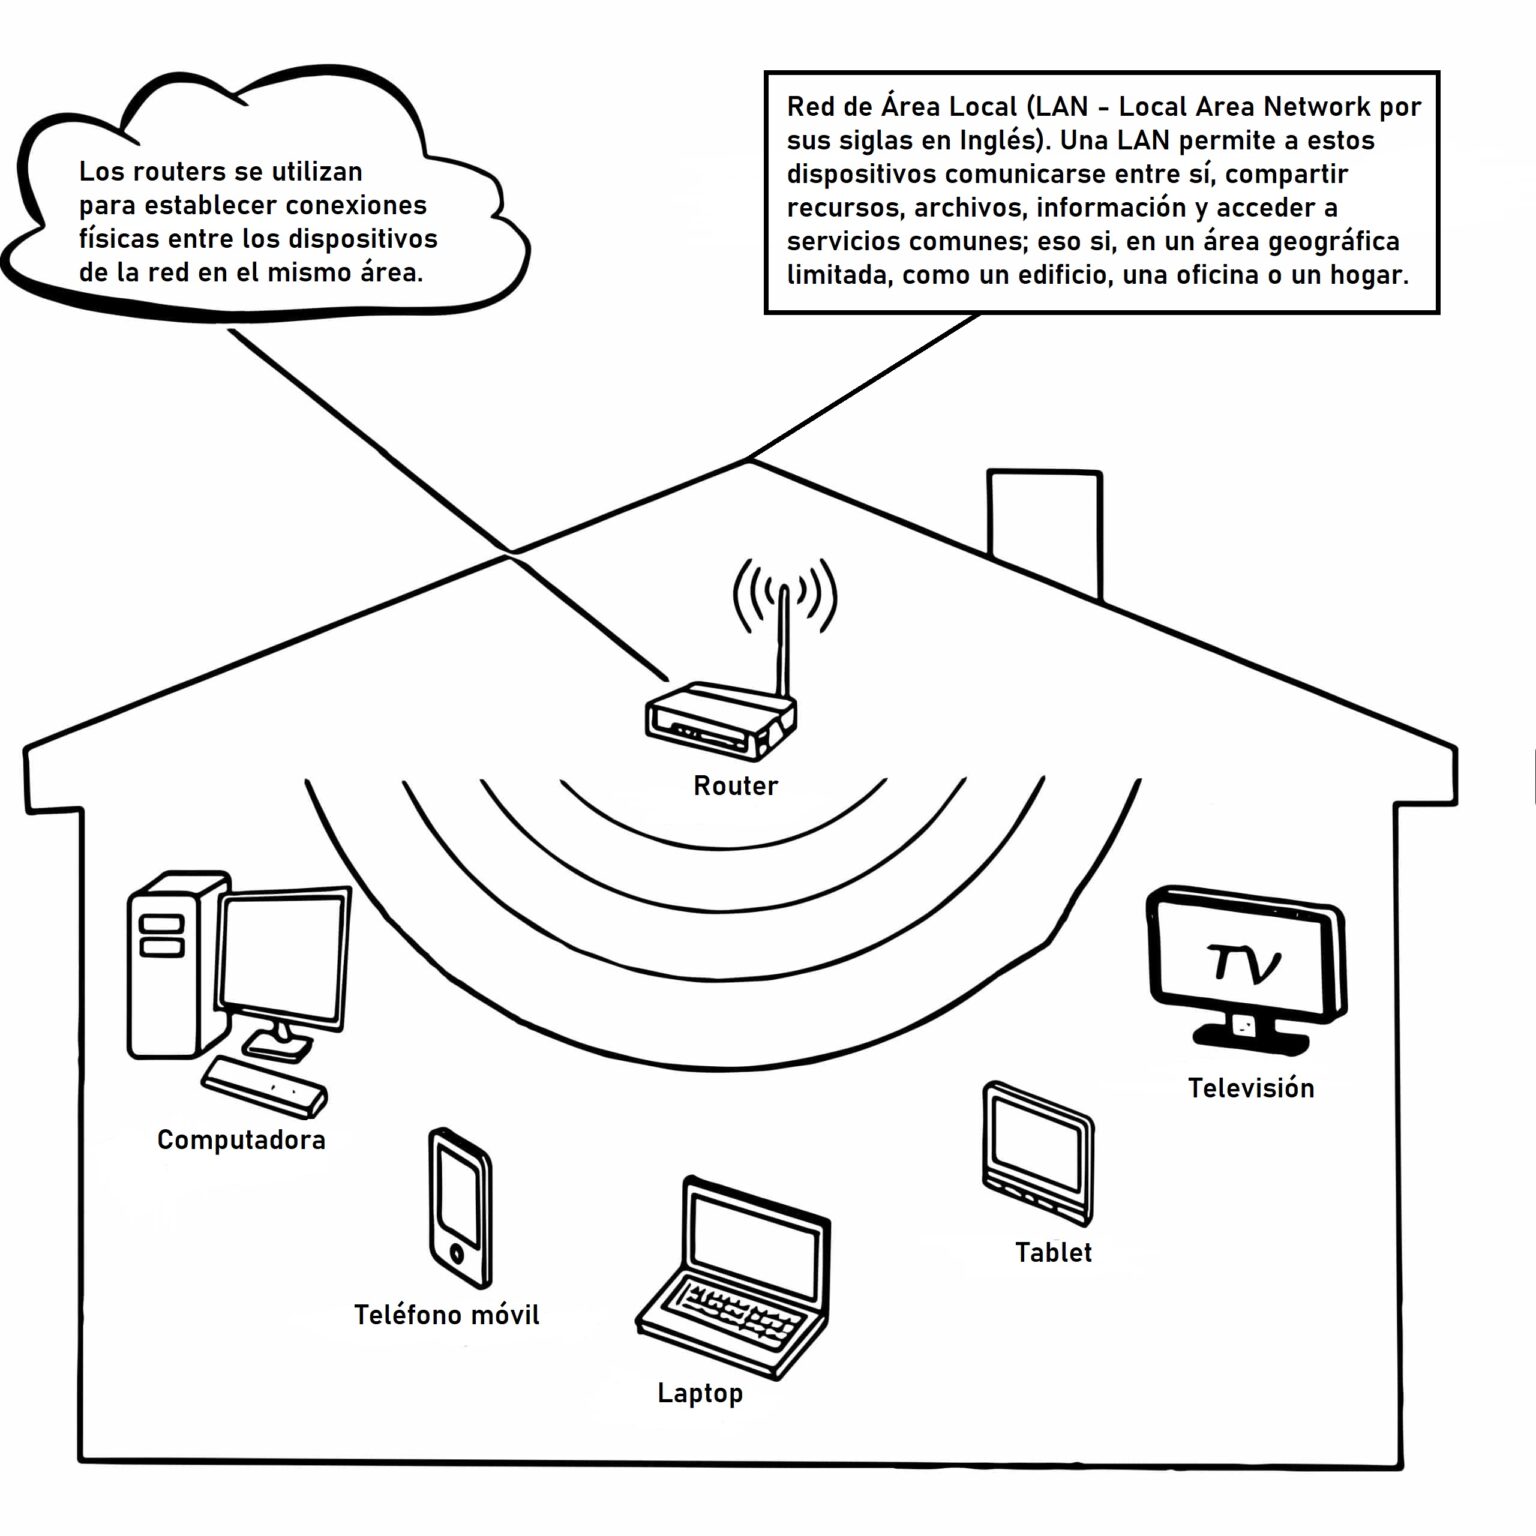 Los routers se utilizan
para establecer conexiones
físicas entre los dispositivos
de la red en el mismo área.
Red de Área Local (LAN - Local Area Network por
sus siglas en Inglés). Una LAN permite a estos
dispositivos comunicarse entre sí, compartir
recursos, archivos, información y acceder a
servicios comunes; eso si, en un área geográfica
limitada, como un edificio, una oficina o un hogar.
Router
TV
Televisión
Computadora
Tablet
Teléfono móvil
Laptop